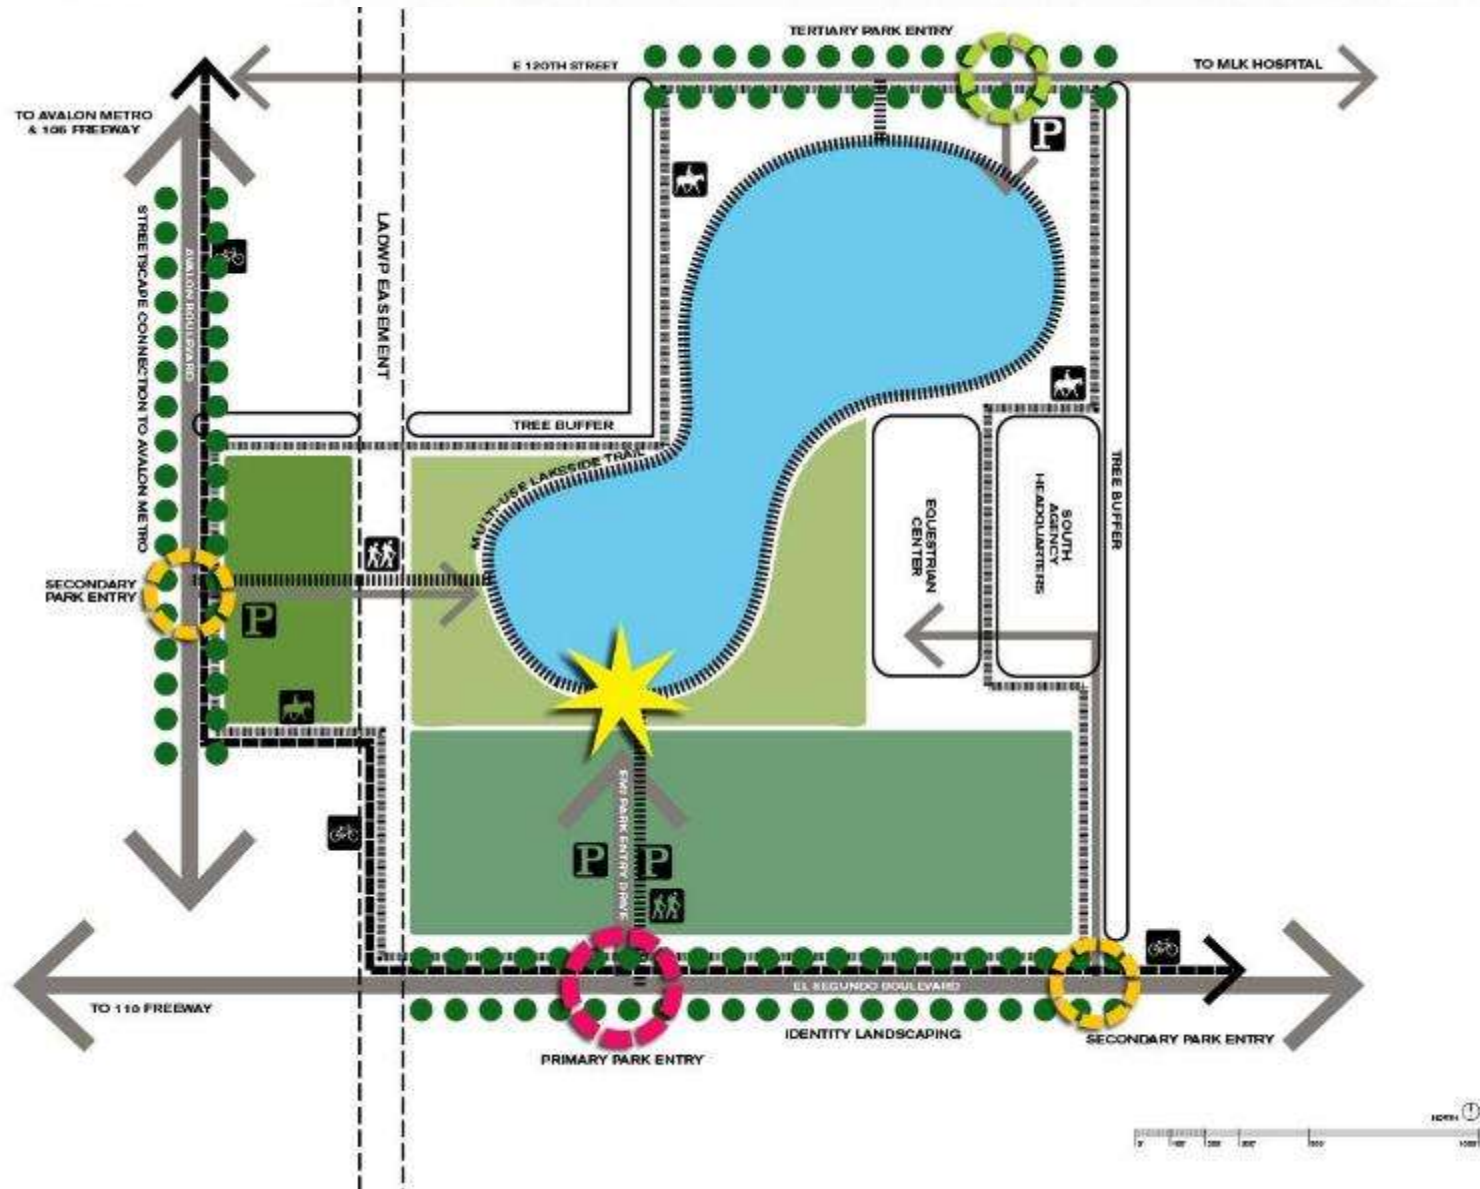 TERTIARY PARK ENTRY
E 120TH STREET
TO MLK HOSPITAL
TO AVALON METRO
& 105 FREEWAY
P
STREETSCAPE CONNECTION TO AVALON METRO
AVALON BOULEVARD
LADWP EASEMENT
TREE BUFFER
MULTI-USE LAKESIDE TRAIL
TREE BUFFER
EQUESTRIAN
CENTER
SOUTH
AGENCY
HEADQUARTERS
SECONDARY
PARK ENTRY
P
P
P
PARK ENTRY DRIVE
EL SEGUNDO BOULEVARD
TO 110 FREEWAY
IDENTITY LANDSCAPING
SECONDARY PARK ENTRY
PRIMARY PARK ENTRY
NORTH